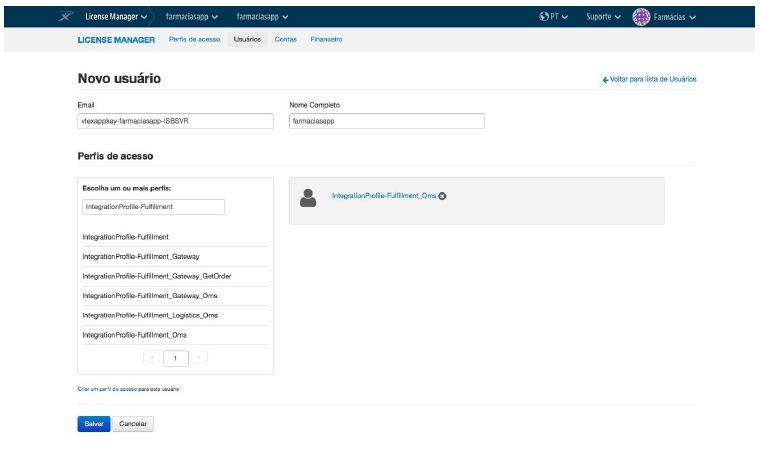 License Manager farmaciasapp farmaciasapp PT Suporte Farmácias
LICENSE MANAGER Perfis de acesso Usuários Contas Financeiro
Novo usuário
Voltar para lista de Usuários
Email Nome Completo
vtexappkey-farmaciasapp-ISBSVR farmaciasapp
Perfis de acesso
Escolha um ou mais perfis:
IntegrationProfile-Fulfillment_Oms
IntegrationProfile-Fulfillment
IntegrationProfile-Fulfillment
IntegrationProfile-Fulfillment_Gateway
IntegrationProfile-Fulfillment_Gateway_GetOrder
IntegrationProfile-Fulfillment_Gateway_Oms
IntegrationProfile-Fulfillment_Logistics_Oms
IntegrationProfile-Fulfillment_Oms
1
Criar um perfil de acesso para este usuário
Salvar Cancelar